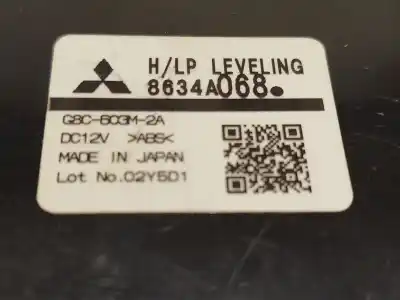 H/LP LEVELING
8634A068.
G8C-603M-2A
DC12V >ABS<
MADE IN JAPAN
Lot No.02Y5D1